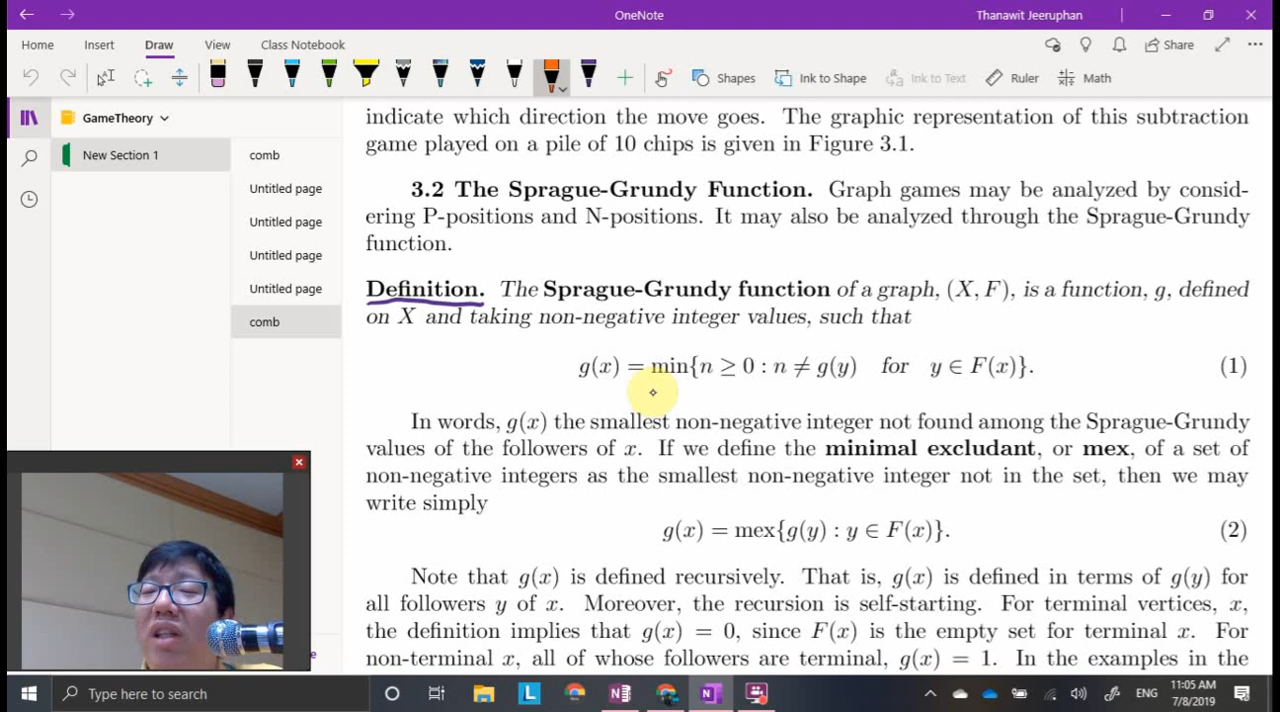 OneNote
Thanawit Jeeruphan
Home Insert Draw View Class Notebook
Share
Shapes Ink to Shape Ink to Text Ruler Math
GameTheory
New Section 1
comb
Untitled page
Untitled page
Untitled page
Untitled page
comb
indicate which direction the move goes. The graphic representation of this subtraction
game played on a pile of 10 chips is given in Figure 3.1.
3.2 The Sprague-Grundy Function. Graph games may be analyzed by consid-
ering P-positions and N-positions. It may also be analyzed through the Sprague-Grundy
function.
Definition. The Sprague-Grundy function of a graph, (X, F), is a function, g, defined
on X and taking non-negative integer values, such that
g(x) = min{n ≥ 0 : n ≠ g(y) for y ∈ F(x)}. (1)
In words, g(x) the smallest non-negative integer not found among the Sprague-Grundy
values of the followers of x. If we define the minimal excludant, or mex, of a set of
non-negative integers as the smallest non-negative integer not in the set, then we may
write simply
g(x) = mex{g(y) : y ∈ F(x)}. (2)
Note that g(x) is defined recursively. That is, g(x) is defined in terms of g(y) for
all followers y of x. Moreover, the recursion is self-starting. For terminal vertices, x,
the definition implies that g(x) = 0, since F(x) is the empty set for terminal x. For
non-terminal x, all of whose followers are terminal, g(x) = 1. In the examples in the
Type here to search
ENG
11:05 AM
7/8/2019